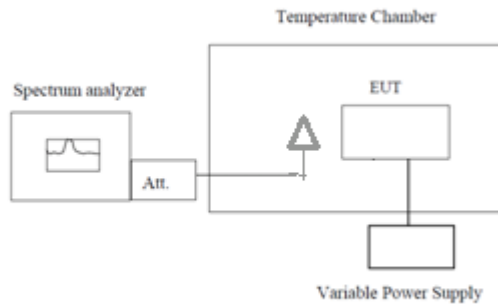 Temperature Chamber
Spectrum analyzer
EUT
Att.
Variable Power Supply